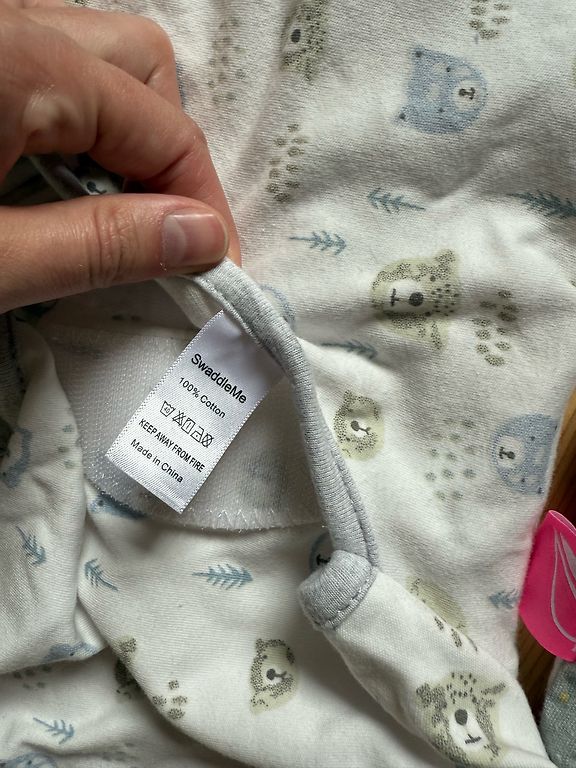 SwaddleMe
100% Cotton
KEEP AWAY FROM FIRE
Made in China